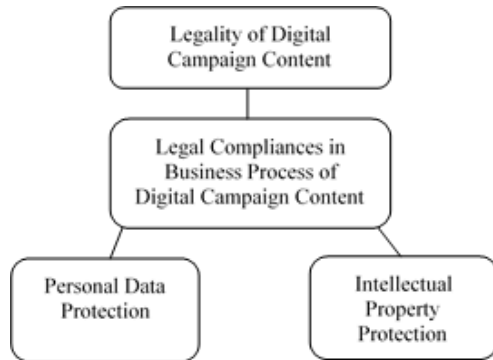 Legality of Digital
Campaign Content
Legal Compliances in
Business Process of
Digital Campaign Content
Personal Data
Protection
Intellectual
Property
Protection